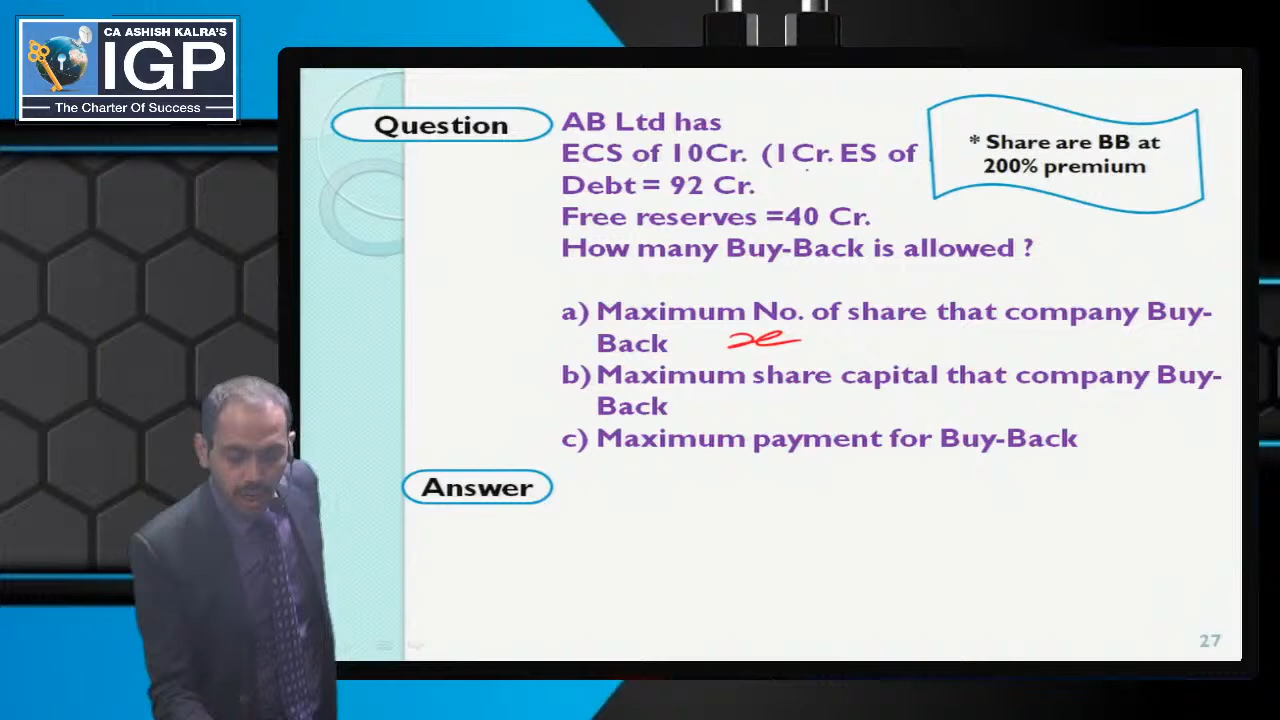 CA ASHISH KALRA'S
IGP
The Charter Of Success
Question
AB Ltd has
ECS of 10Cr. (1Cr. ES of
Debt = 92 Cr.
Free reserves =40 Cr.
How many Buy-Back is allowed ?
* Share are BB at
200% premium
a) Maximum No. of share that company Buy-
Back
b) Maximum share capital that company Buy-
Back
c) Maximum payment for Buy-Back
Answer
27